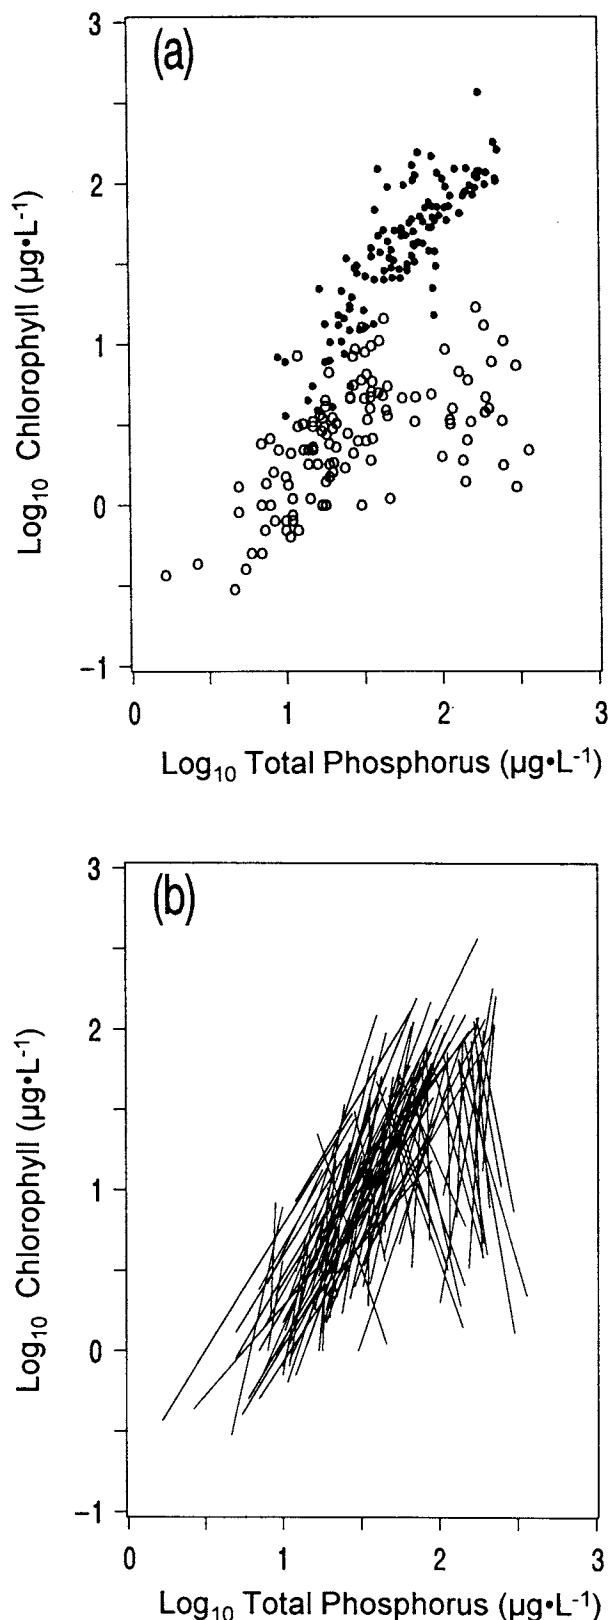 (a)
3
2
1
0
−1
Log₁₀ Chlorophyll (µg•L⁻¹)
0 1 2 3
Log₁₀ Total Phosphorus (µg•L⁻¹)
(b)
3
2
1
0
−1
Log₁₀ Chlorophyll (µg•L⁻¹)
0 1 2 3
Log₁₀ Total Phosphorus (µg•L⁻¹)